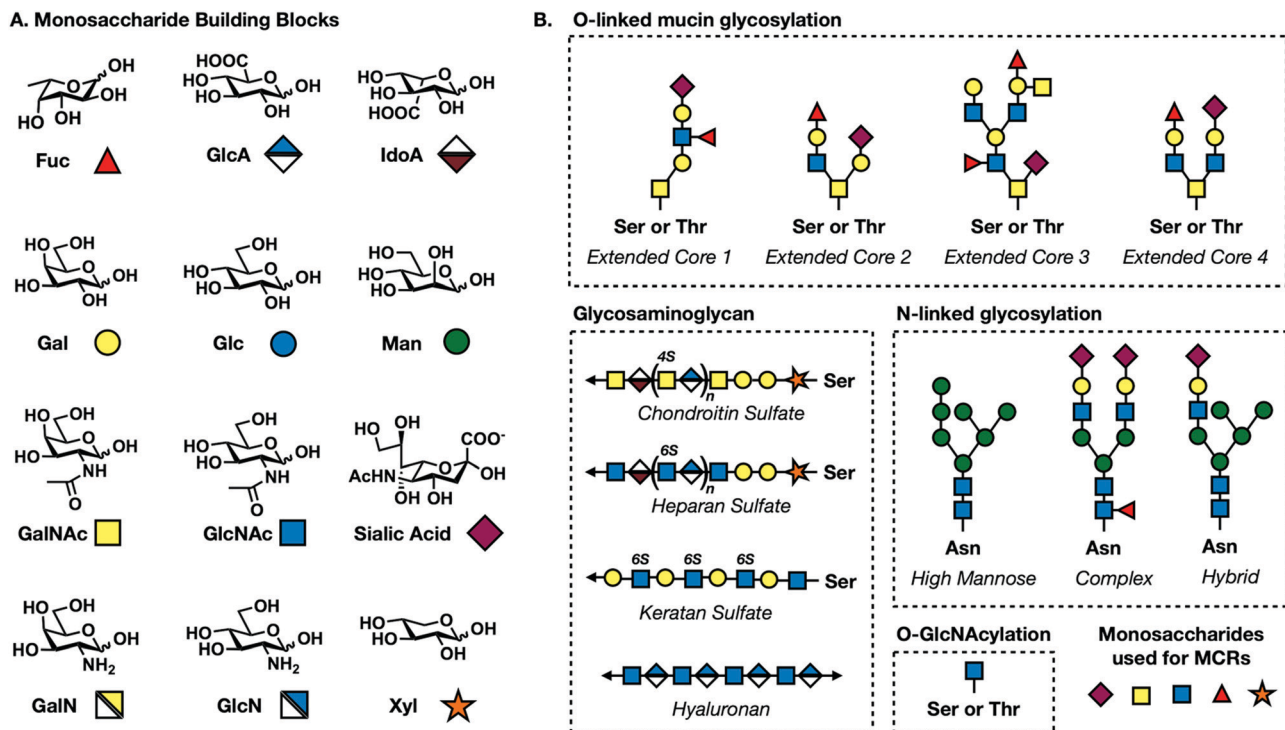 A. Monosaccharide Building Blocks
OH
O
OH
OH
HO
Fuc
HOOC
O
HO
HO
OH
OH
GlcA
HO
HO
O
OH
HOOC
OH
IdoA
HO
OH
O
HO
OH
OH
Gal
OH
HO
O
HO
OH
OH
Glc
HO
OH
O
HO
HO
OH
Man
HO
OH
O
HO
OH
NH
O
GalNAc
OH
HO
O
HO
OH
NH
O
GlcNAc
HO
OH
COO-
O
AcHN
OH
HO
OH
Sialic Acid
HO
OH
O
HO
OH
NH2
GalN
OH
HO
O
HO
OH
NH2
GlcN
HO
O
HO
OH
OH
Xyl
B. O-linked mucin glycosylation
Ser or Thr
Extended Core 1
Ser or Thr
Extended Core 2
Ser or Thr
Extended Core 3
Ser or Thr
Extended Core 4
Glycosaminoglycan
4S
( )n
Ser
Chondroitin Sulfate
6S
( )n
Ser
Heparan Sulfate
6S 6S 6S
Ser
Keratan Sulfate
Hyaluronan
N-linked glycosylation
Asn
High Mannose
Asn
Complex
Asn
Hybrid
O-GlcNAcylation
Ser or Thr
Monosaccharides
used for MCRs